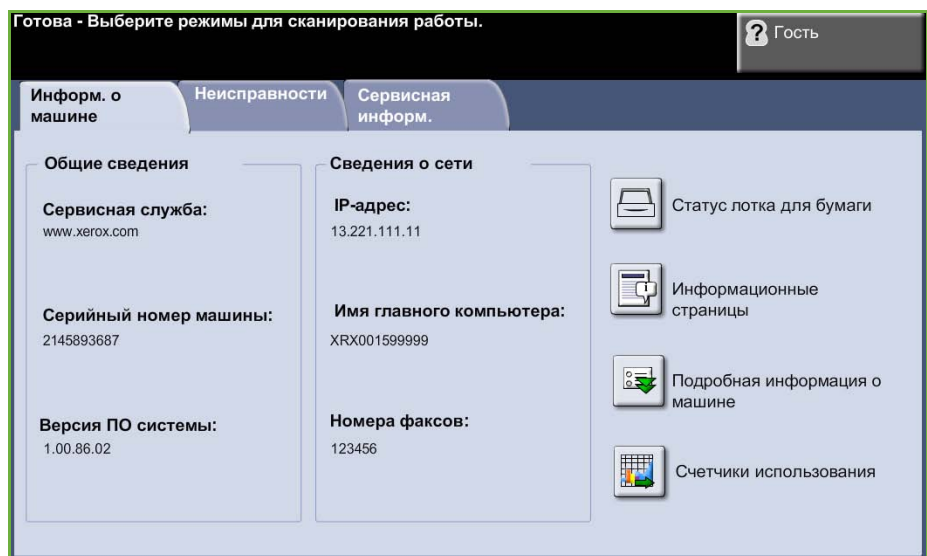 Готова - Выберите режимы для сканирования работы.
? Гость
Информ. о
машине
Неисправности
Сервисная
информ.
Общие сведения
Сервисная служба:
www.xerox.com
Серийный номер машины:
2145893687
Версия ПО системы:
1.00.86.02
Сведения о сети
IP-адрес:
13.221.111.11
Имя главного компьютера:
XRX001599999
Номера факсов:
123456
Статус лотка для бумаги
Информационные
страницы
Подробная информация о
машине
Счетчики использования